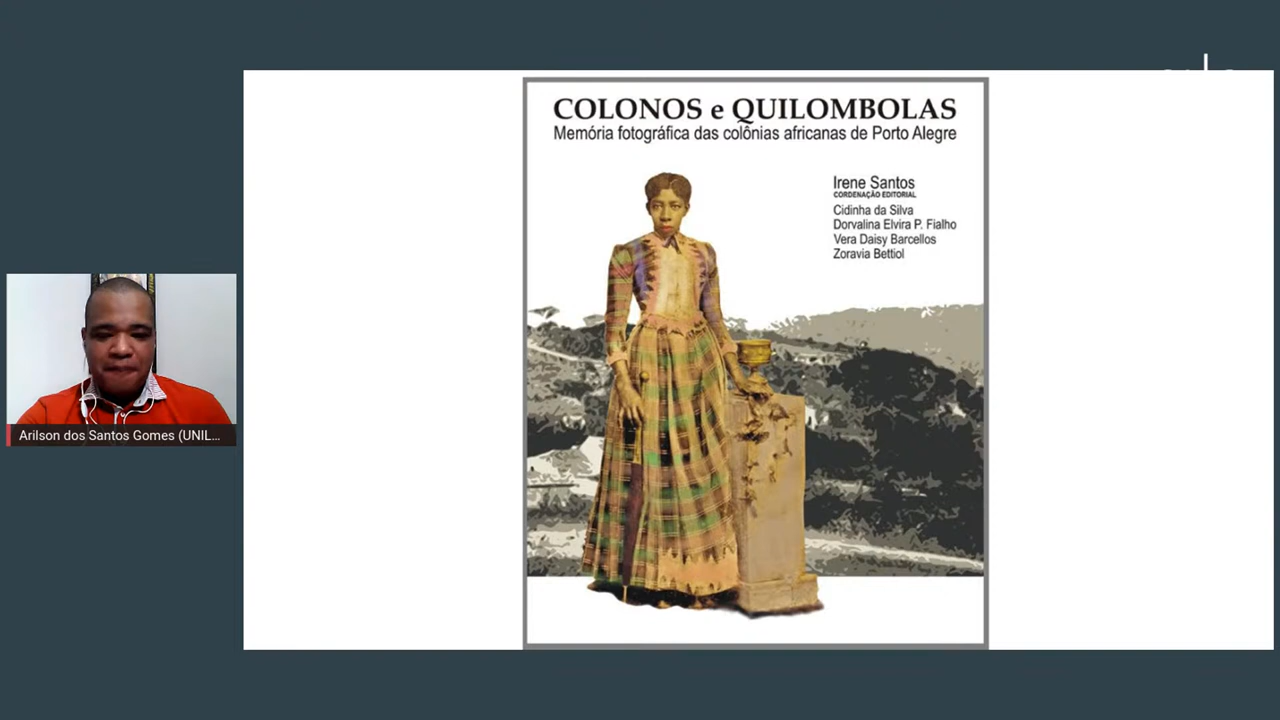 COLONOS e QUILOMBOLAS
Memória fotográfica das colônias africanas de Porto Alegre
Irene Santos
CORDENAÇÃO EDITORIAL
Cidinha da Silva
Dorvalina Elvira P. Fialho
Vera Daisy Barcellos
Zoravia Bettiol
Arilson dos Santos Gomes (UNIL...